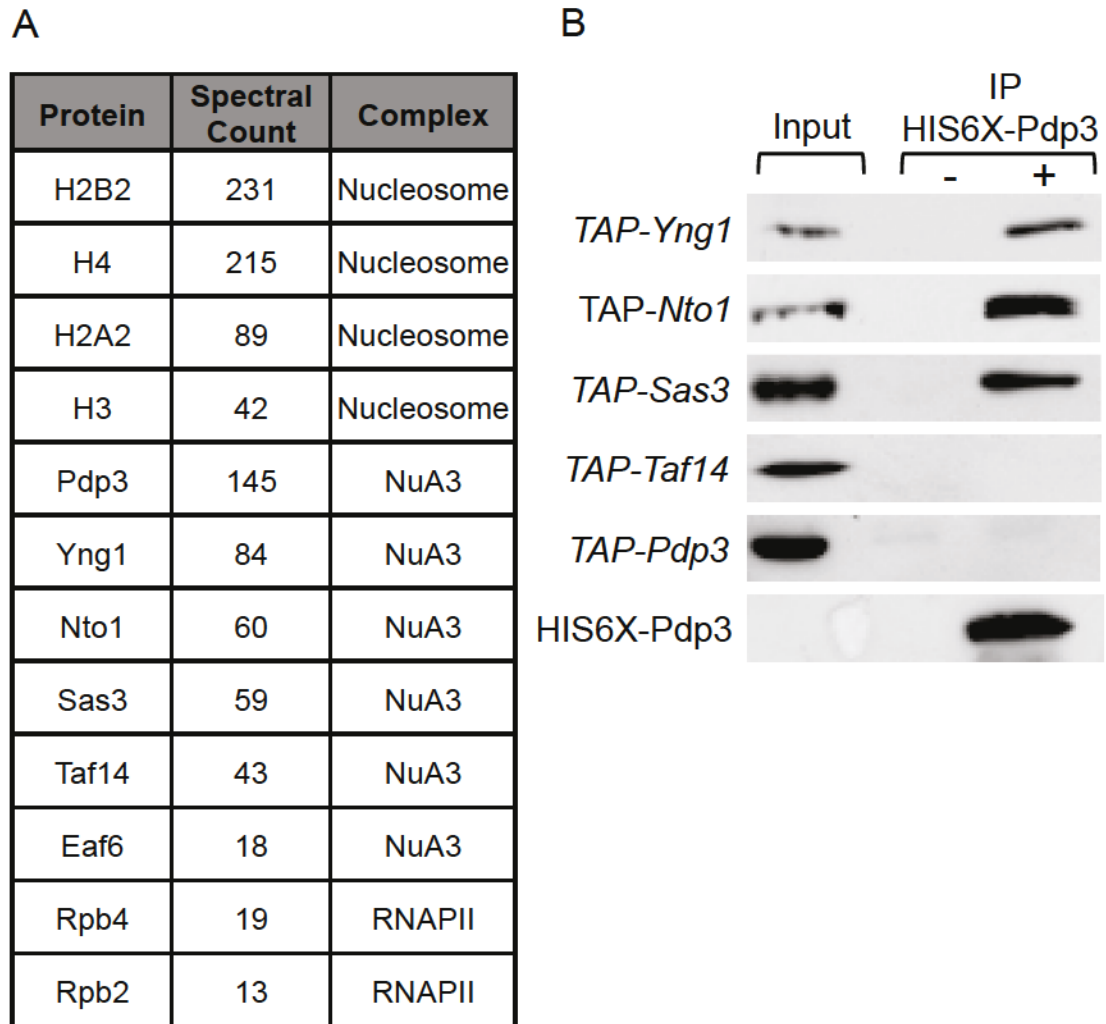 A
Protein Spectral Count Complex
H2B2 231 Nucleosome
H4 215 Nucleosome
H2A2 89 Nucleosome
H3 42 Nucleosome
Pdp3 145 NuA3
Yng1 84 NuA3
Nto1 60 NuA3
Sas3 59 NuA3
Taf14 43 NuA3
Eaf6 18 NuA3
Rpb4 19 RNAPII
Rpb2 13 RNAPII
B
IP
Input HIS6X-Pdp3
- +
TAP-Yng1
TAP-Nto1
TAP-Sas3
TAP-Taf14
TAP-Pdp3
HIS6X-Pdp3